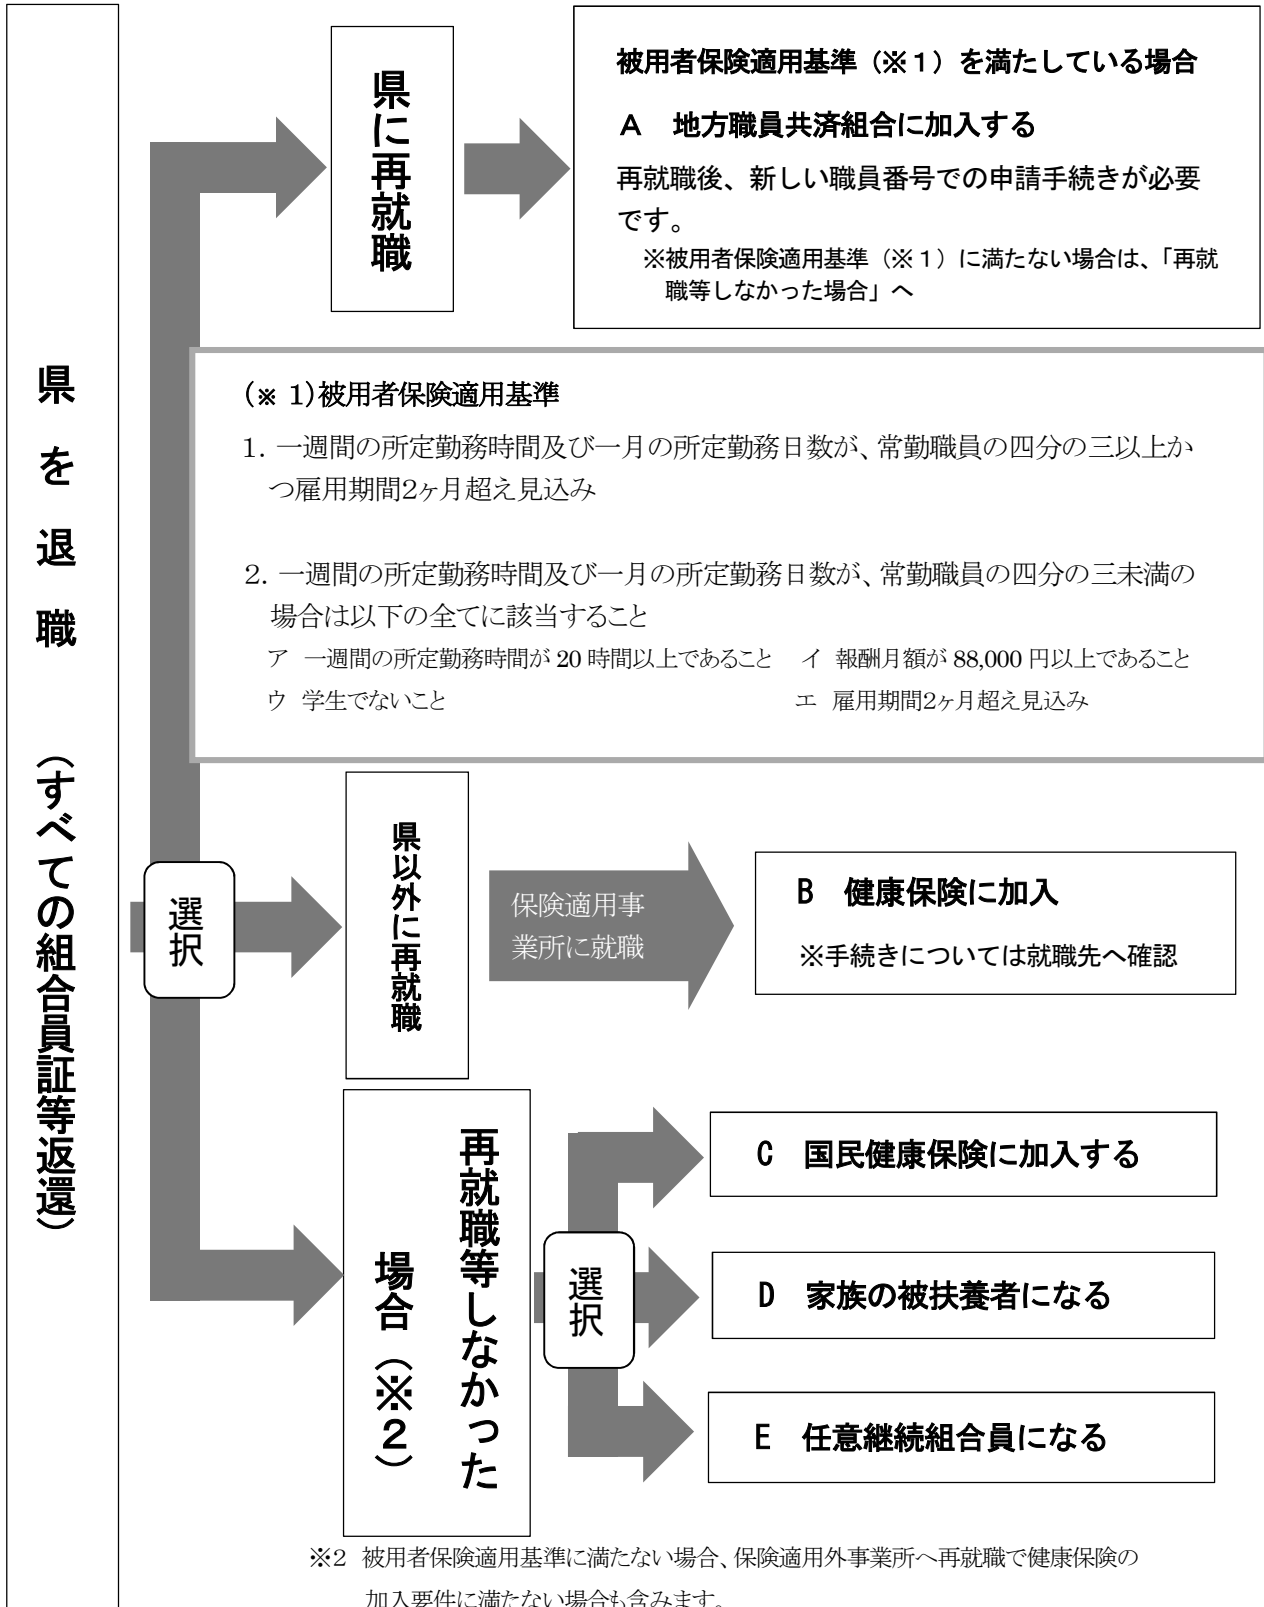 県を退職　（すべての組合員証等返還）
県に再就職
被用者保険適用基準（※１）を満たしている場合
Ａ　地方職員共済組合に加入する
再就職後、新しい職員番号での申請手続きが必要
です。
※被用者保険適用基準（※１）に満たない場合は、「再就
職等しなかった場合」へ
(※ 1)被用者保険適用基準
1. 一週間の所定勤務時間及び一月の所定勤務日数が、常勤職員の四分の三以上か
つ雇用期間2ヶ月超え見込み
2. 一週間の所定勤務時間及び一月の所定勤務日数が、常勤職員の四分の三未満の
場合は以下の全てに該当すること
ア　一週間の所定勤務時間が 20 時間以上であること　イ　報酬月額が 88,000 円以上であること
ウ　学生でないこと　エ　雇用期間2ヶ月超え見込み
選択
県以外に再就職
保険適用事
業所に就職
B　健康保険に加入
※手続きについては就職先へ確認
再就職等しなかった
場合（※２）
選択
C　国民健康保険に加入する
D　家族の被扶養者になる
E　任意継続組合員になる
※2　被用者保険適用基準に満たない場合、保険適用外事業所へ再就職で健康保険の
加入要件に満たない場合も含みます。